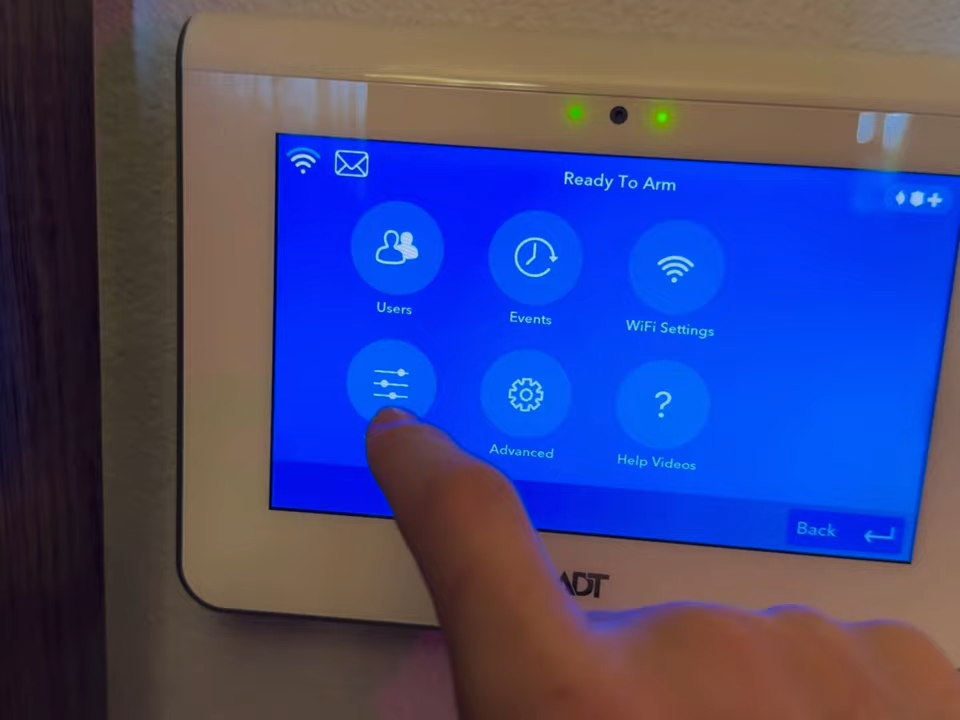 Ready To Arm
Users
Events
WiFi Settings
Advanced
?
Help Videos
Back
ADT